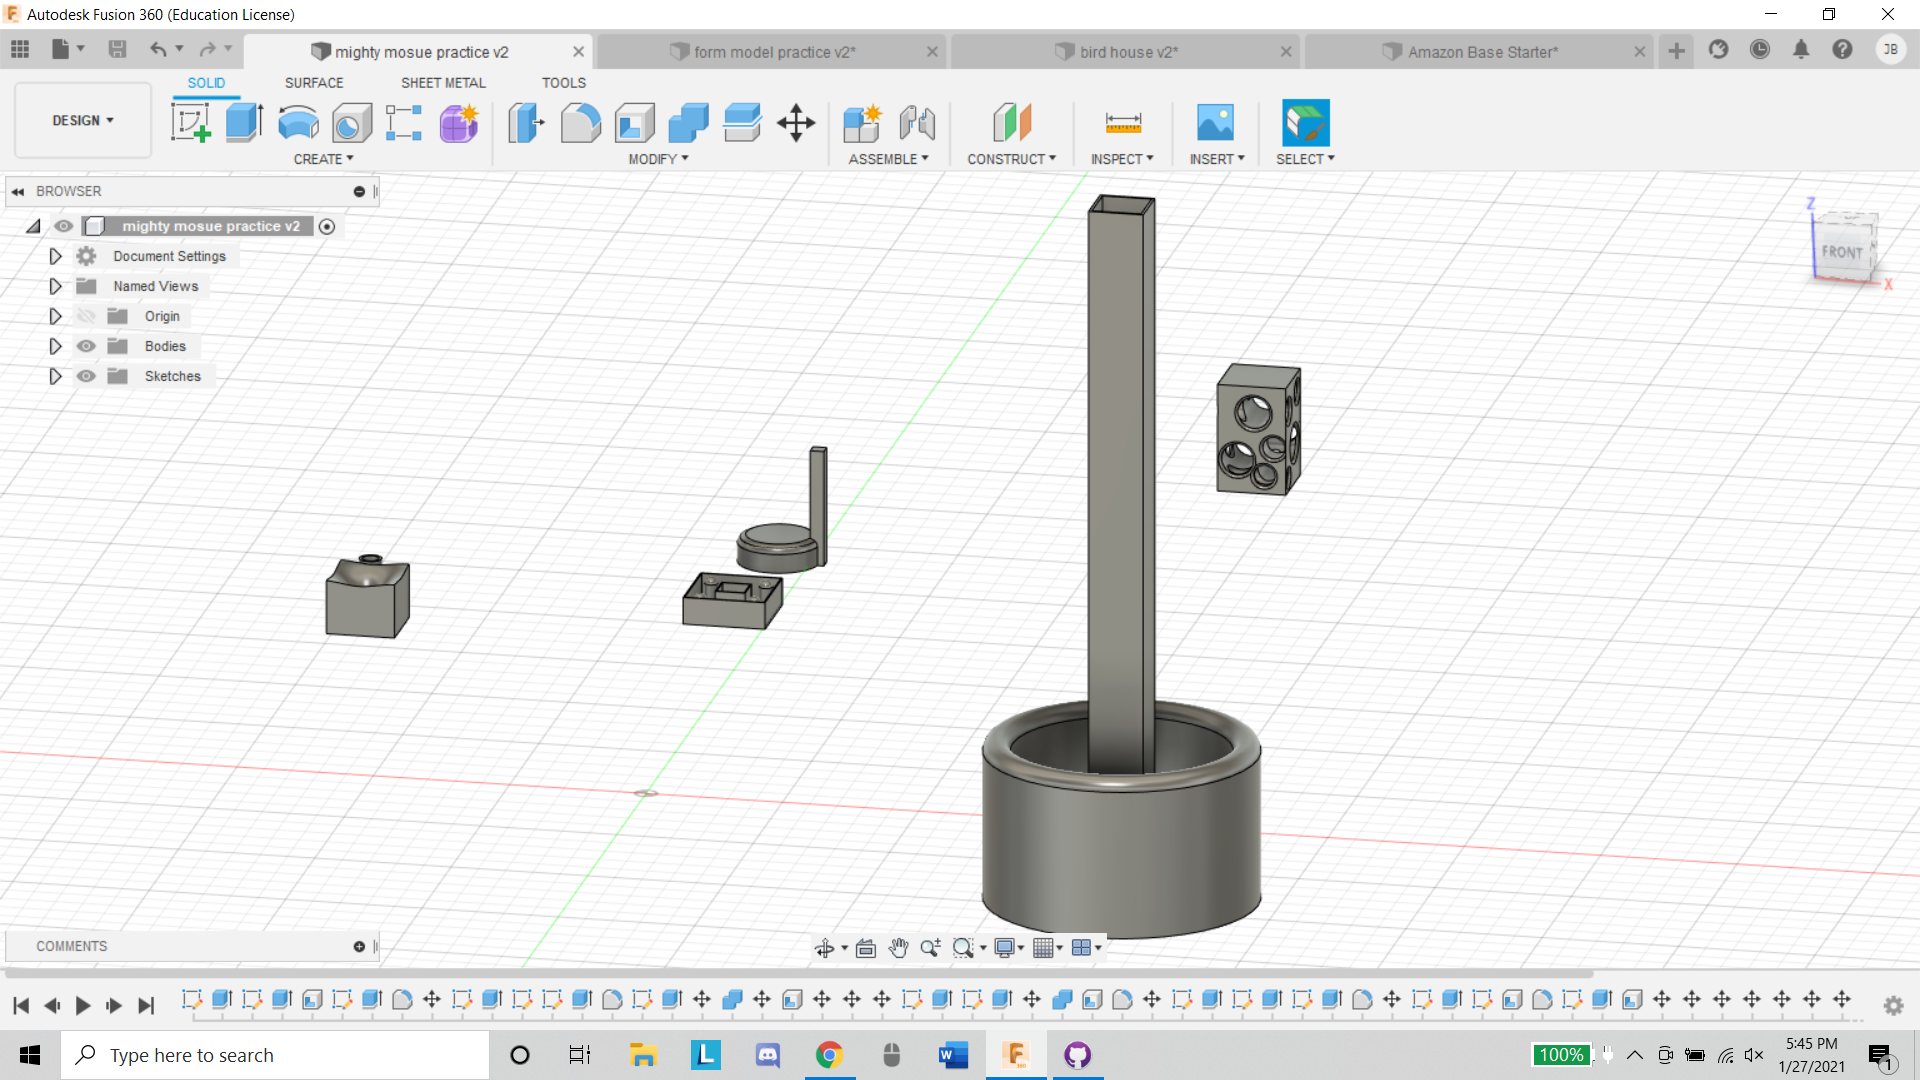 Autodesk Fusion 360 (Education License)
mighty mosue practice v2
form model practice v2*
bird house v2*
Amazon Base Starter*
JB
SOLID
SURFACE
SHEET METAL
TOOLS
DESIGN
CREATE
MODIFY
ASSEMBLE
CONSTRUCT
INSPECT
INSERT
SELECT
BROWSER
mighty mosue practice v2
Document Settings
Named Views
Origin
Bodies
Sketches
Z
FRONT
X
COMMENTS
Type here to search
100%
5:45 PM
1/27/2021
1